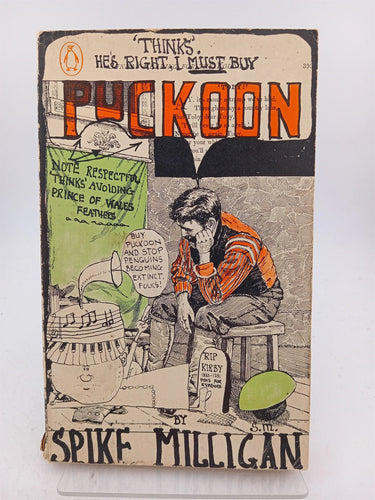 'THINKS'.
HE'S RIGHT, I MUST BUY
PUCKOON
NOTE RESPECTFUL
THINKS AVOIDING
PRINCE OF WALES
FEATHERS
BUY
PUCKOON
AND STOP
PENGUINS
BECOMING
EXTINCT,
FOLKS!
RIP
KIRBY
BY
S.M.
SPIKE MILLIGAN